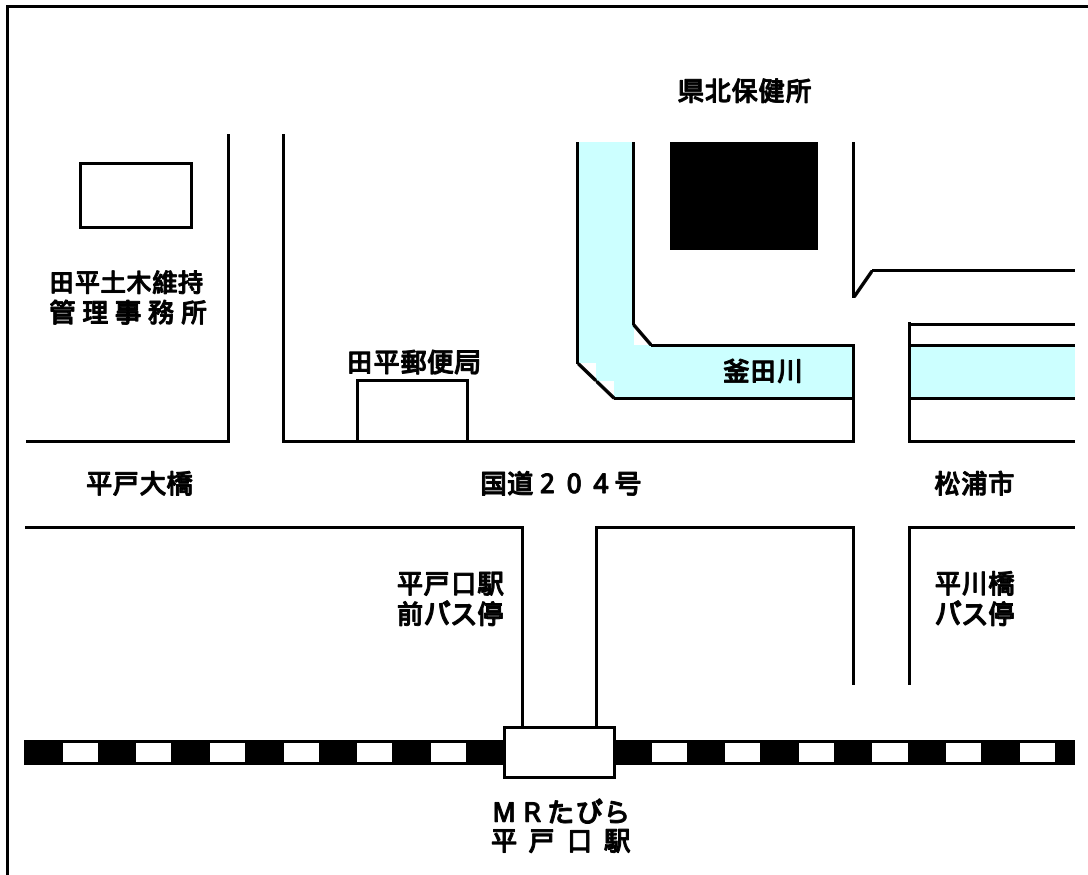 県北保健所
田平土木維持
管理事務所
田平郵便局
釜田川
平戸大橋
国道２０４号
松浦市
平戸口駅
前バス停
平川橋
バス停
ＭＲたびら
平戸口駅